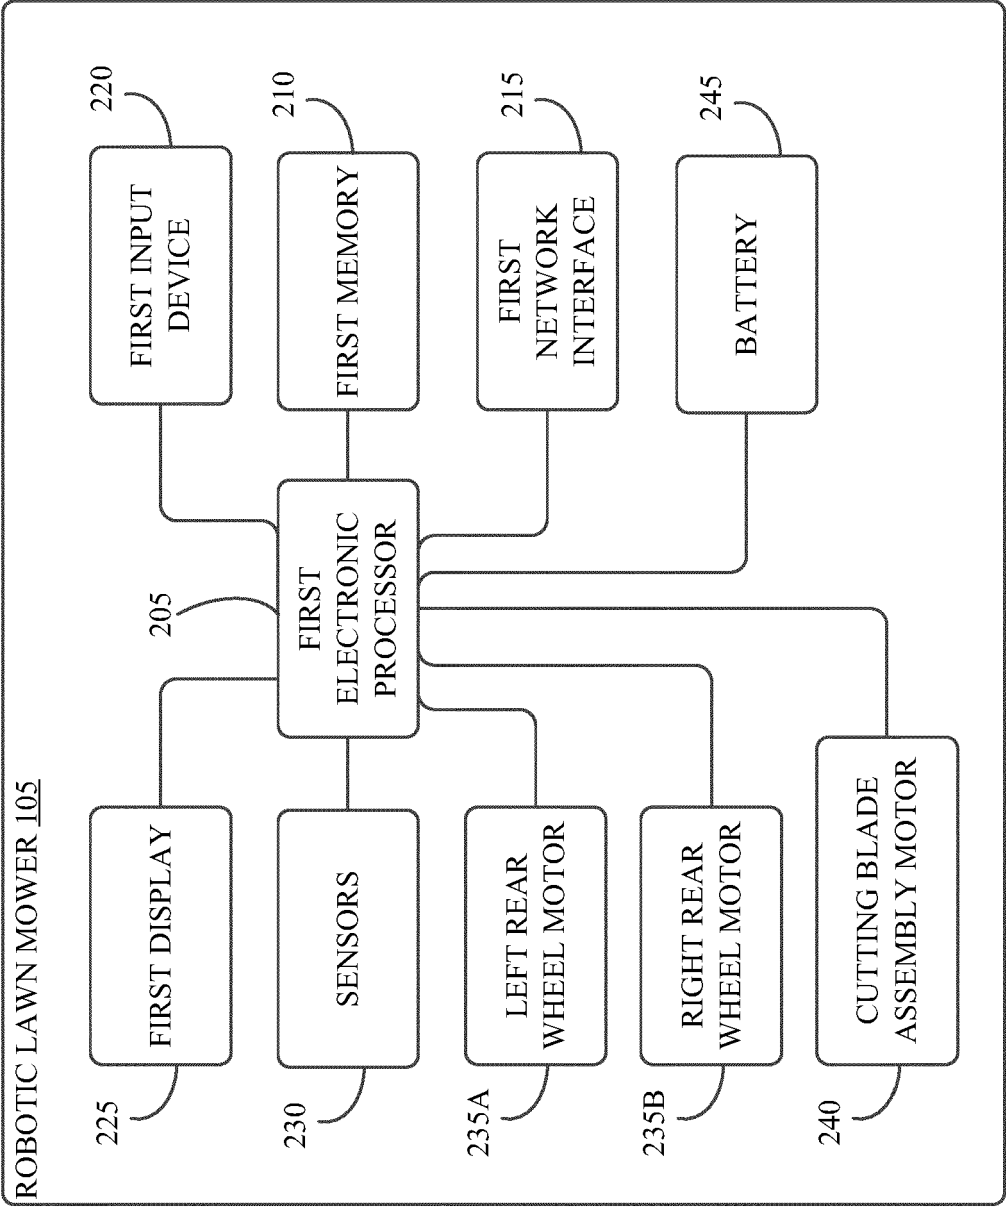 ROBOTIC LAWN MOWER 105
225
FIRST DISPLAY
205
FIRST INPUT
DEVICE
220
230
SENSORS
FIRST
ELECTRONIC
PROCESSOR
FIRST MEMORY
210
235A
LEFT REAR
WHEEL MOTOR
FIRST
NETWORK
INTERFACE
215
235B
RIGHT REAR
WHEEL MOTOR
BATTERY
245
240
CUTTING BLADE
ASSEMBLY MOTOR